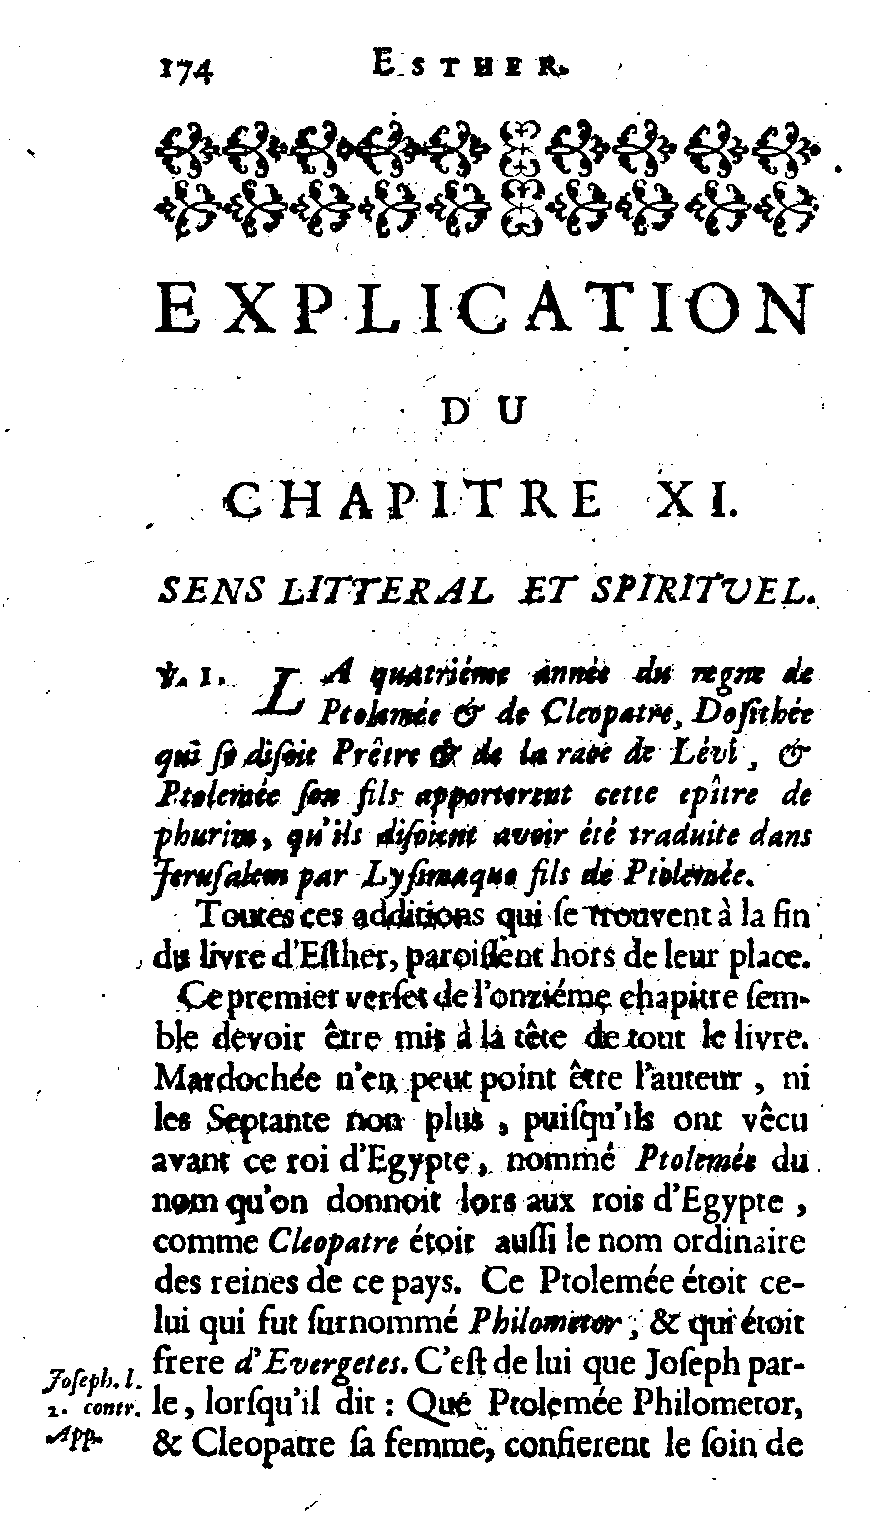 174 ESTHER.
EXPLICATION
DU
CHAPITRE XI.
SENS LITTERAL ET SPIRITUEL.
℣. 1. LA quatriéme année du regne de
Ptolemée & de Cleopatre, Doſithée
qui ſe diſoit Prêtre & de la race de Lévi, &
Ptolemée ſon fils apporterent cette epître de
phurim, qu'ils diſoient avoir été traduite dans
Jeruſalem par Lyſimaque fils de Ptolemée.
Toutes ces additions qui ſe trouvent à la fin
du livre d'Eſther, paroiſſent hors de leur place.
Ce premier verſet de l'onziéme chapitre ſem-
ble devoir être mis à la tête de tout le livre.
Mardochée n'en peut point être l'auteur, ni
les Septante non plus, puiſqu'ils ont vêcu
avant ce roi d'Egypte, nommé Ptolemée du
nom qu'on donnoit lors aux rois d'Egypte,
comme Cleopatre étoit auſſi le nom ordinaire
des reines de ce pays. Ce Ptolemée étoit ce-
lui qui fut ſurnommé Philometor, & qui étoit
frere d'Evergetes. C'eſt de lui que Joſeph par-
le, lorſqu'il dit : Que Ptolemée Philometor,
& Cleopatre ſa femme, confierent le ſoin de
Joſeph. l.
2. contr.
App.